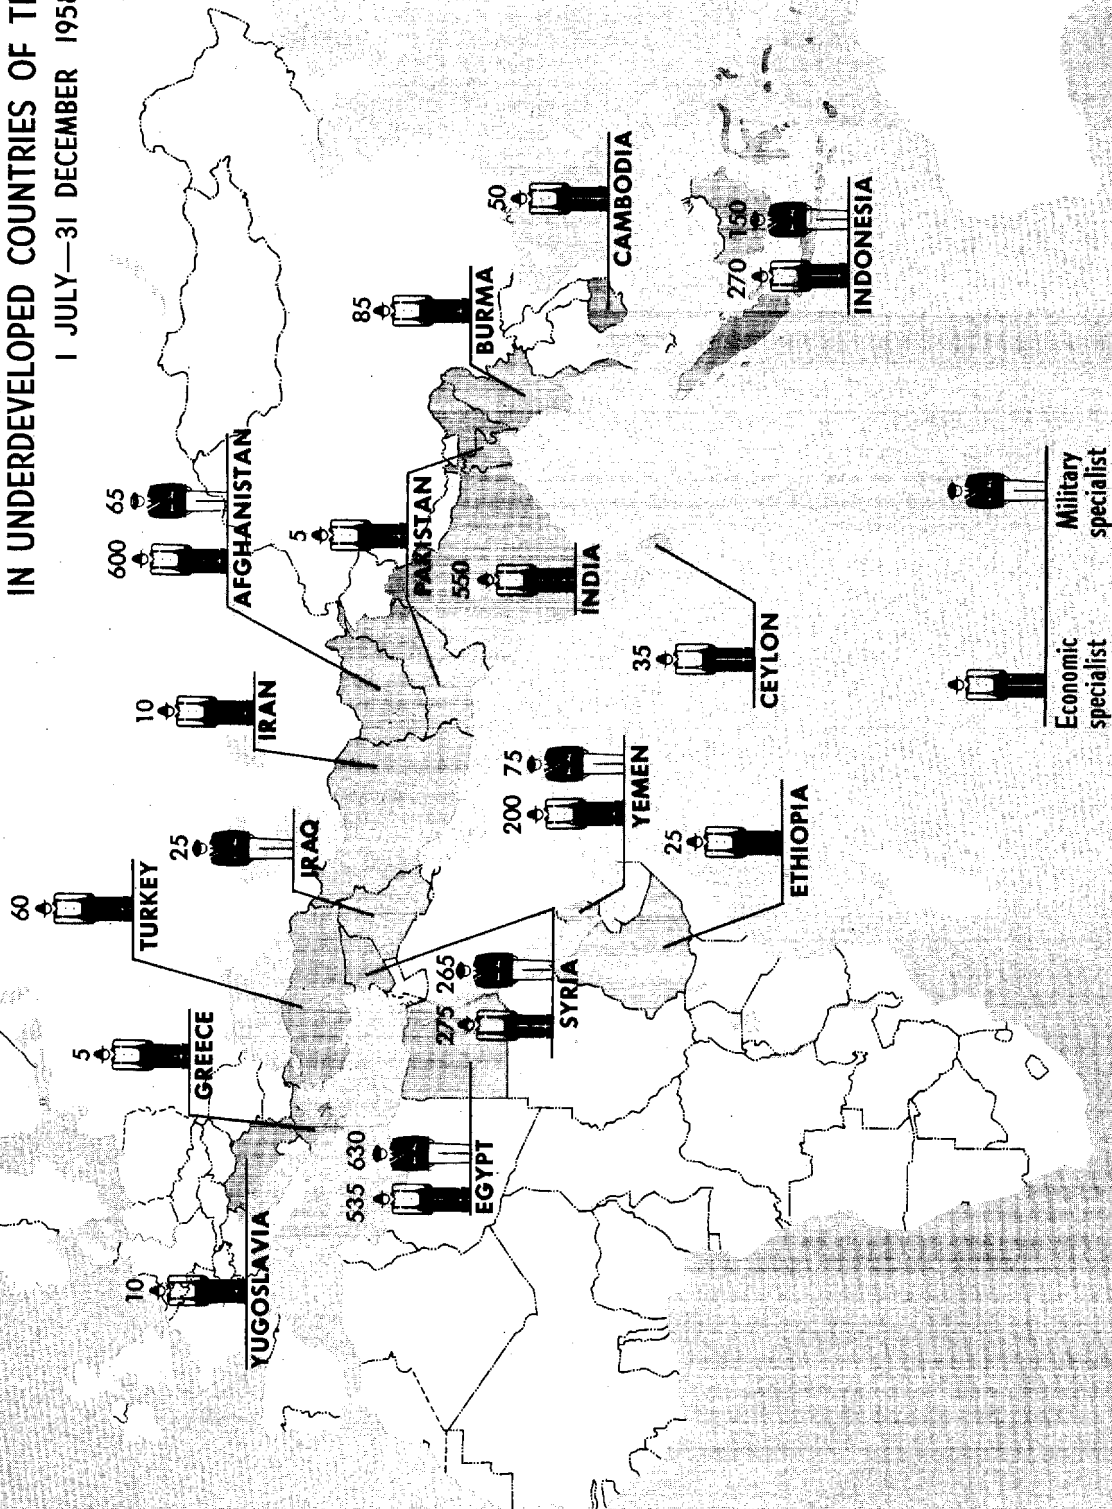 IN UNDERDEVELOPED COUNTRIES OF
1 JULY—31 DECEMBER 1958
10
YUGOSLAVIA
5
GREECE
60
TURKEY
25
IRAQ
10
IRAN
600 65
AFGHANISTAN
5
PAKISTAN
550
INDIA
85
BURMA
50
CAMBODIA
270 150
INDONESIA
35
CEYLON
535 630
EGYPT
275 265
SYRIA
200 75
YEMEN
25
ETHIOPIA
Economic
specialist
Military
specialist